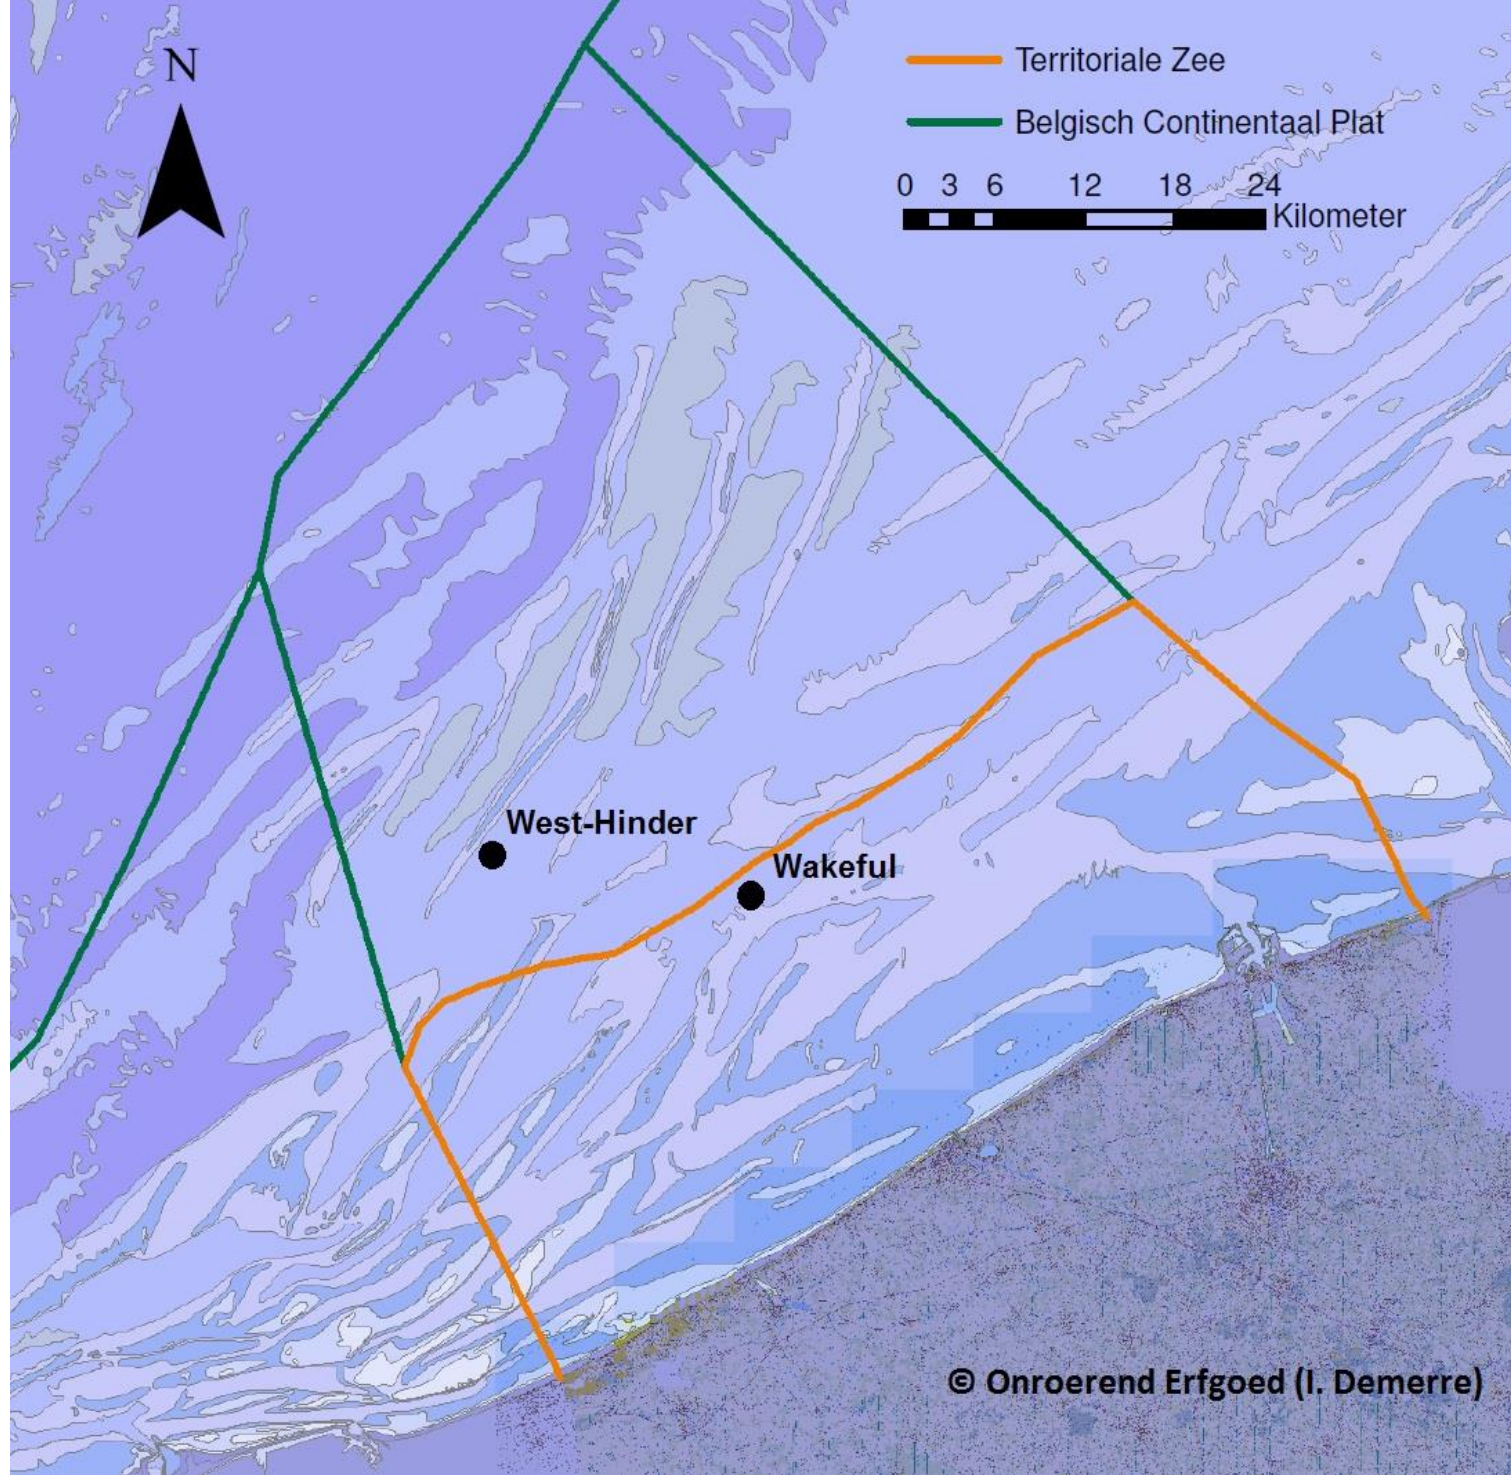 N
Territoriale Zee
Belgisch Continentaal Plat
0 3 6 12 18 24
Kilometer
West-Hinder
Wakeful
© Onroerend Erfgoed (I. Demerre)